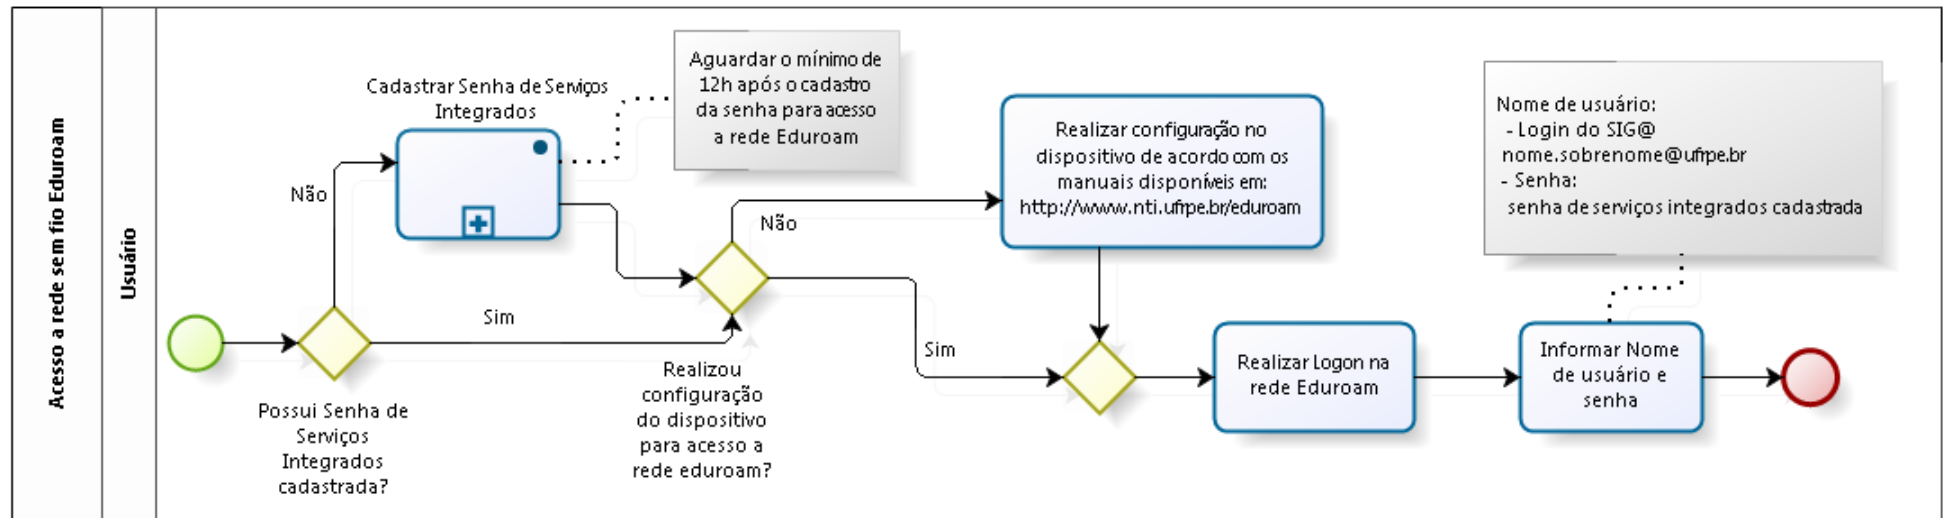 Acesso a rede sem fio Eduroam
Usuário
Possui Senha de
Serviços
Integrados
cadastrada?
Não
Sim
Cadastrar Senha de Serviços
Integrados
Aguardar o mínimo de
12h após o cadastro
da senha para acesso
a rede Eduroam
Realizou
configuração
do dispositivo
para acesso a
rede eduroam?
Não
Sim
Realizar configuração no
dispositivo de acordo com os
manuais disponíveis em:
http://www.nti.ufrpe.br/eduroam
Realizar Logon na
rede Eduroam
Informar Nome
de usuário e
senha
Nome de usuário:
- Login do SIG@
nome.sobrenome@ufrpe.br
- Senha:
senha de serviços integrados cadastrada